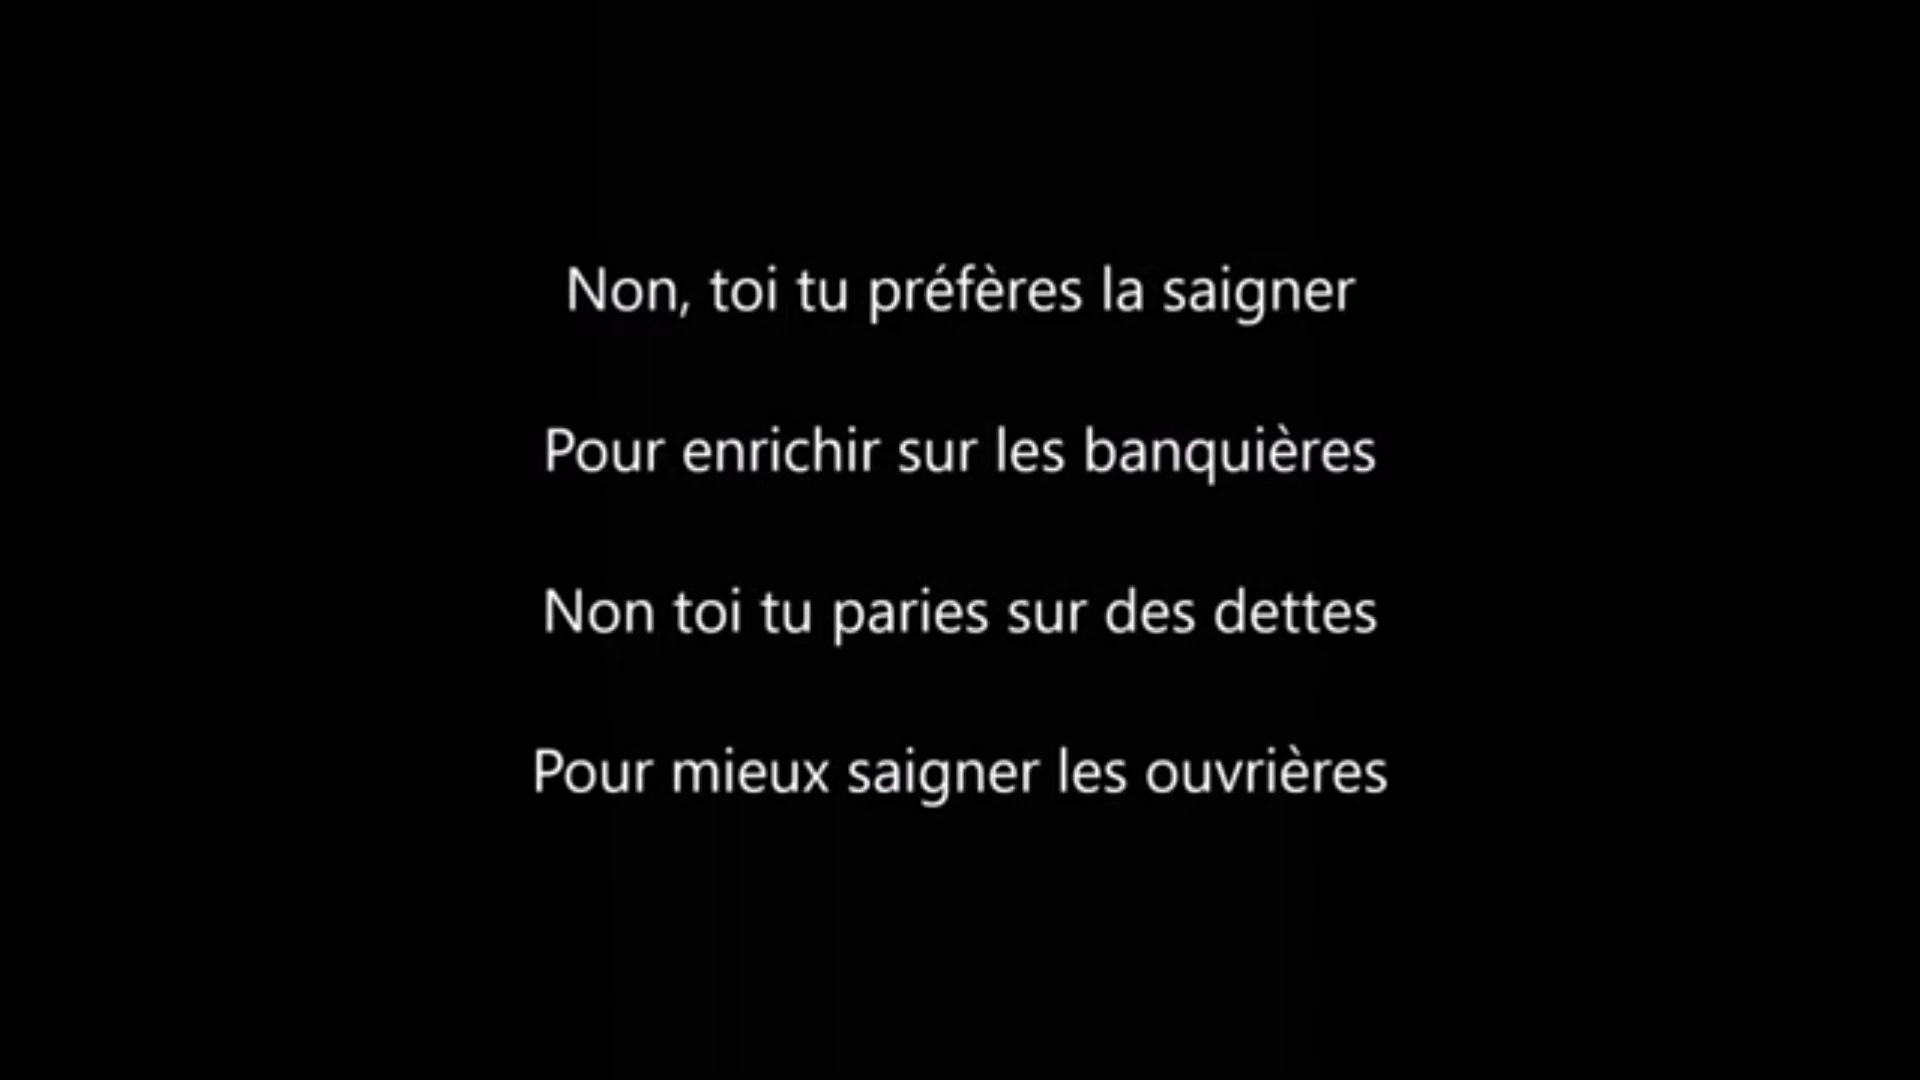 Non, toi tu préfères la saigner
Pour enrichir sur les banquières
Non toi tu paries sur des dettes
Pour mieux saigner les ouvrières